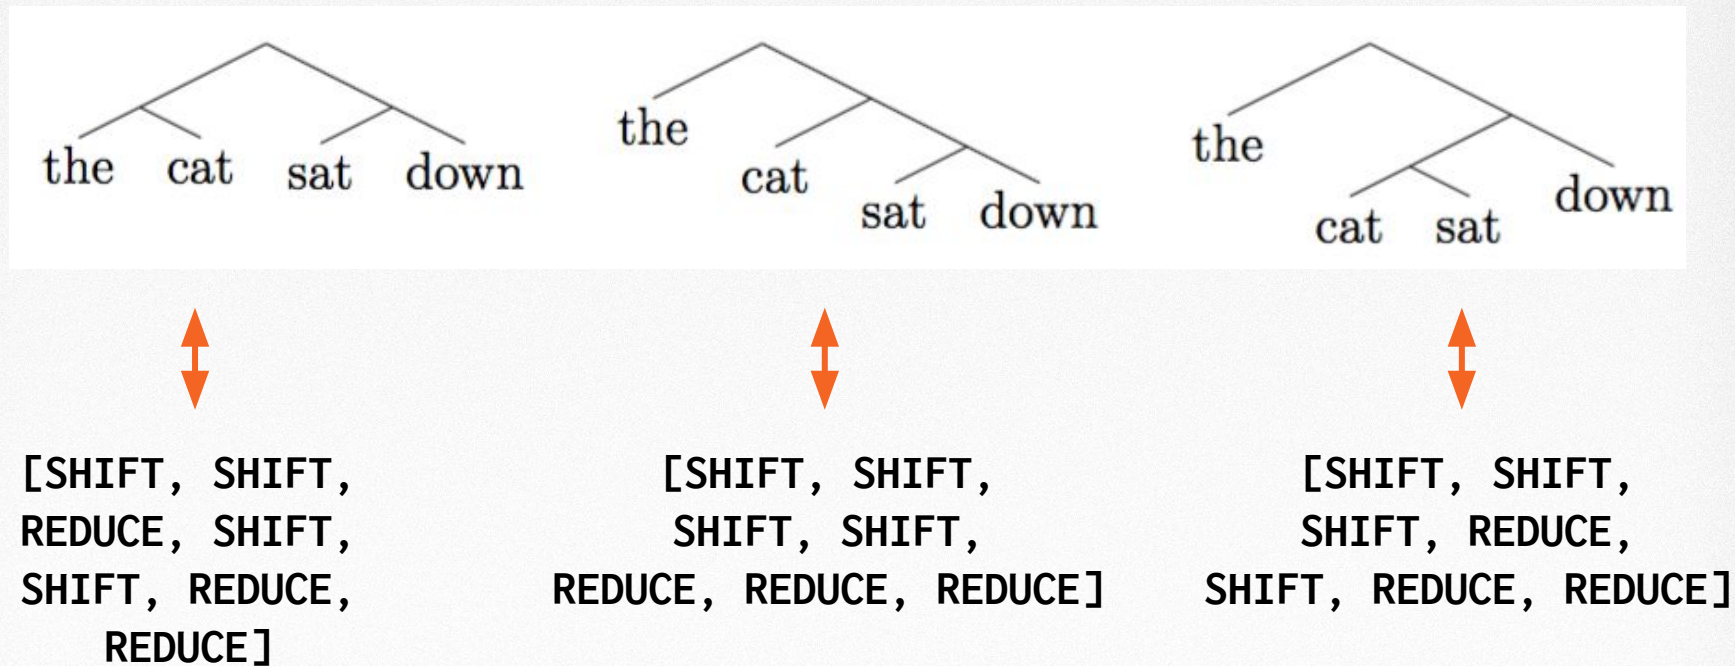 the cat sat down
the
cat
sat down
the
down
cat sat
[SHIFT, SHIFT,
REDUCE, SHIFT,
SHIFT, REDUCE,
REDUCE]
[SHIFT, SHIFT,
SHIFT, SHIFT,
REDUCE, REDUCE, REDUCE]
[SHIFT, SHIFT,
SHIFT, REDUCE,
SHIFT, REDUCE, REDUCE]